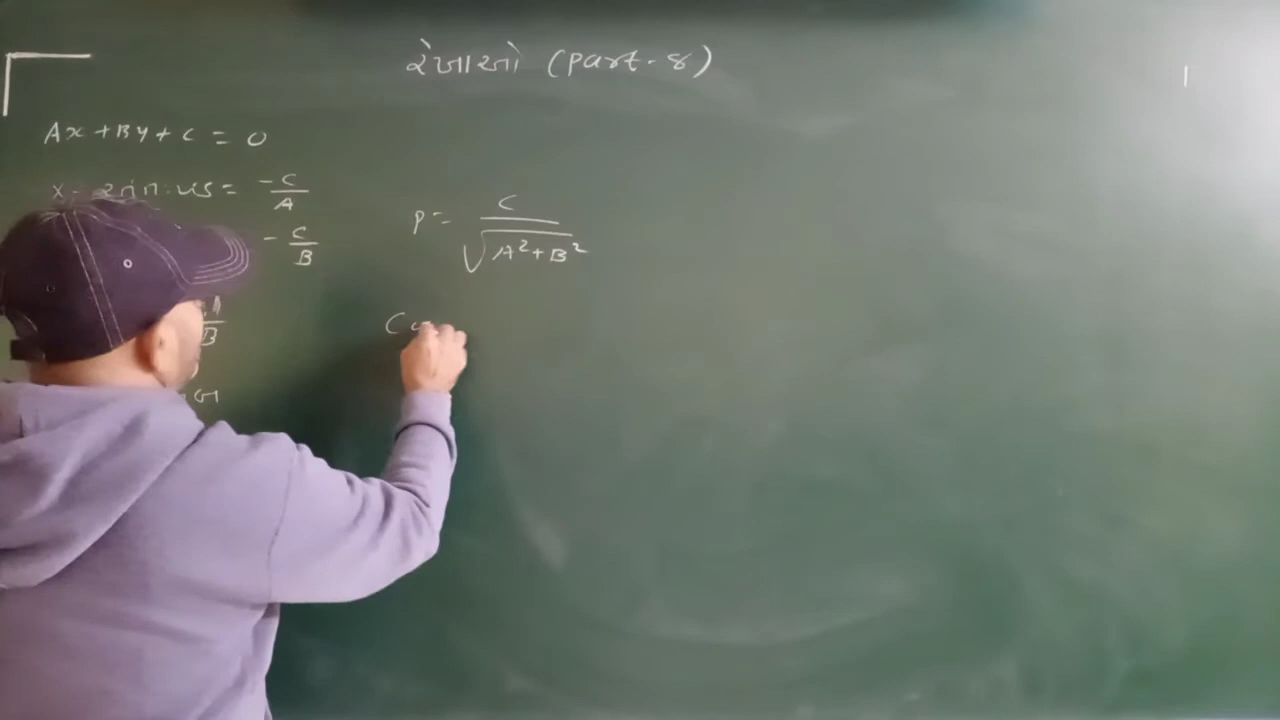 રેખાઓ (Part-8)
Ax + By + C = 0
x- = -C/A
-C/B
A/B
P = C/√(A²+B²)